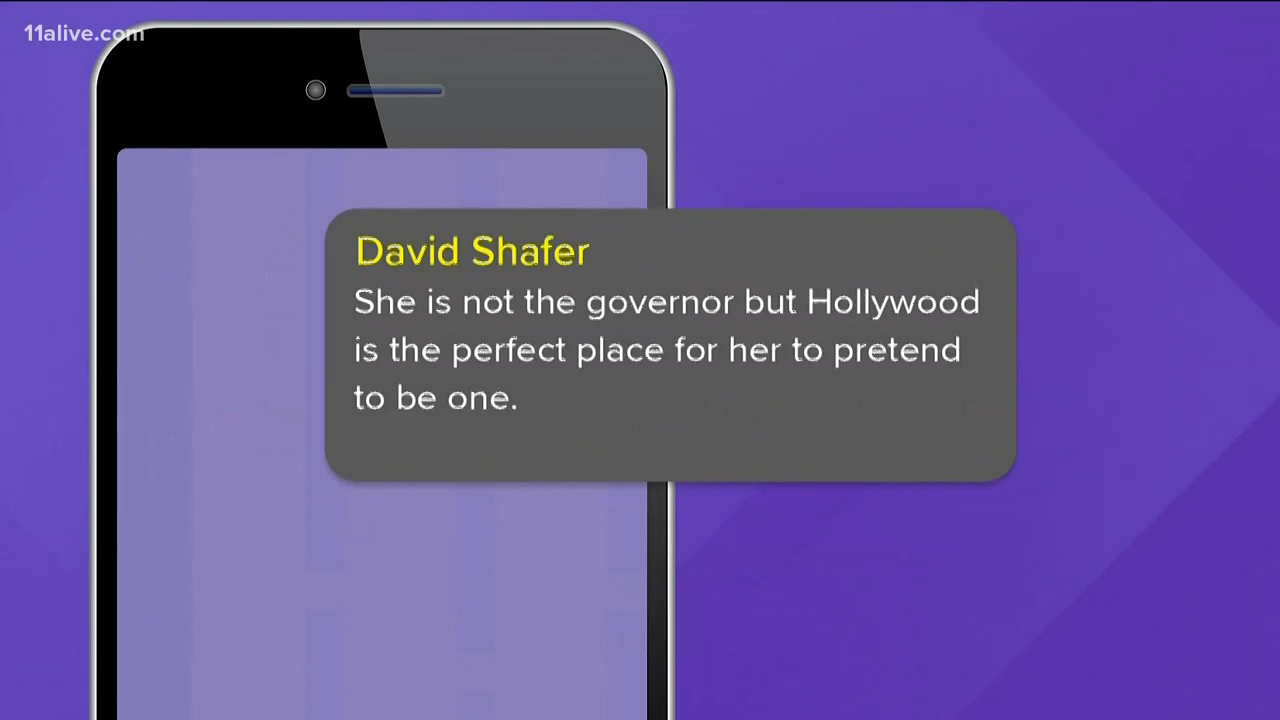 11alive.com
David Shafer
She is not the governor but Hollywood
is the perfect place for her to pretend
to be one.